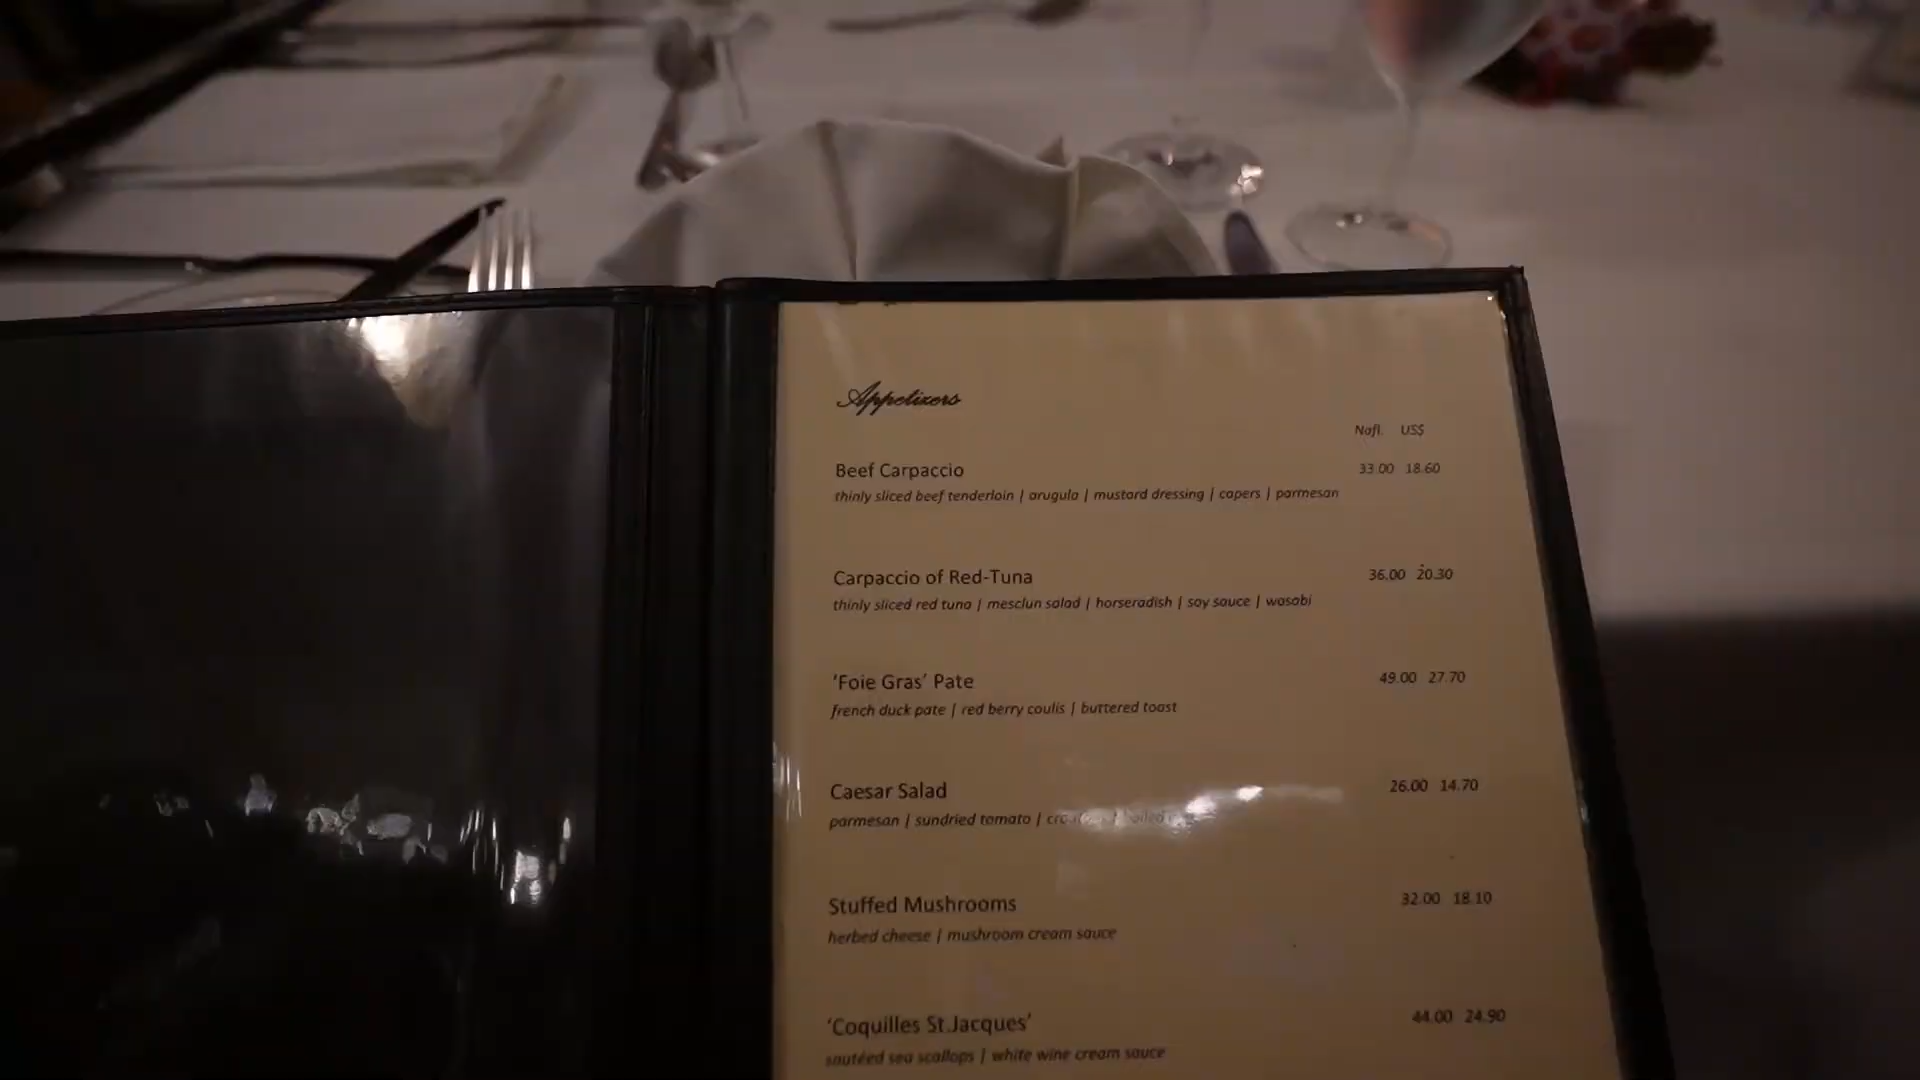 Appetizers
Nafl. US$
Beef Carpaccio 33.00 18.60
thinly sliced beef tenderloin | arugula | mustard dressing | capers | parmesan
Carpaccio of Red-Tuna 36.00 20.30
thinly sliced red tuna | mesclun salad | horseradish | soy sauce | wasabi
‘Foie Gras’ Pate 49.00 27.70
french duck pate | red berry coulis | buttered toast
Caesar Salad 26.00 14.70
parmesan | sundried tomato |
Stuffed Mushrooms 32.00 18.10
herbed cheese | mushroom cream sauce
‘Coquilles St.Jacques’ 44.00 24.90
sautéed sea scallops | white wine cream sauce